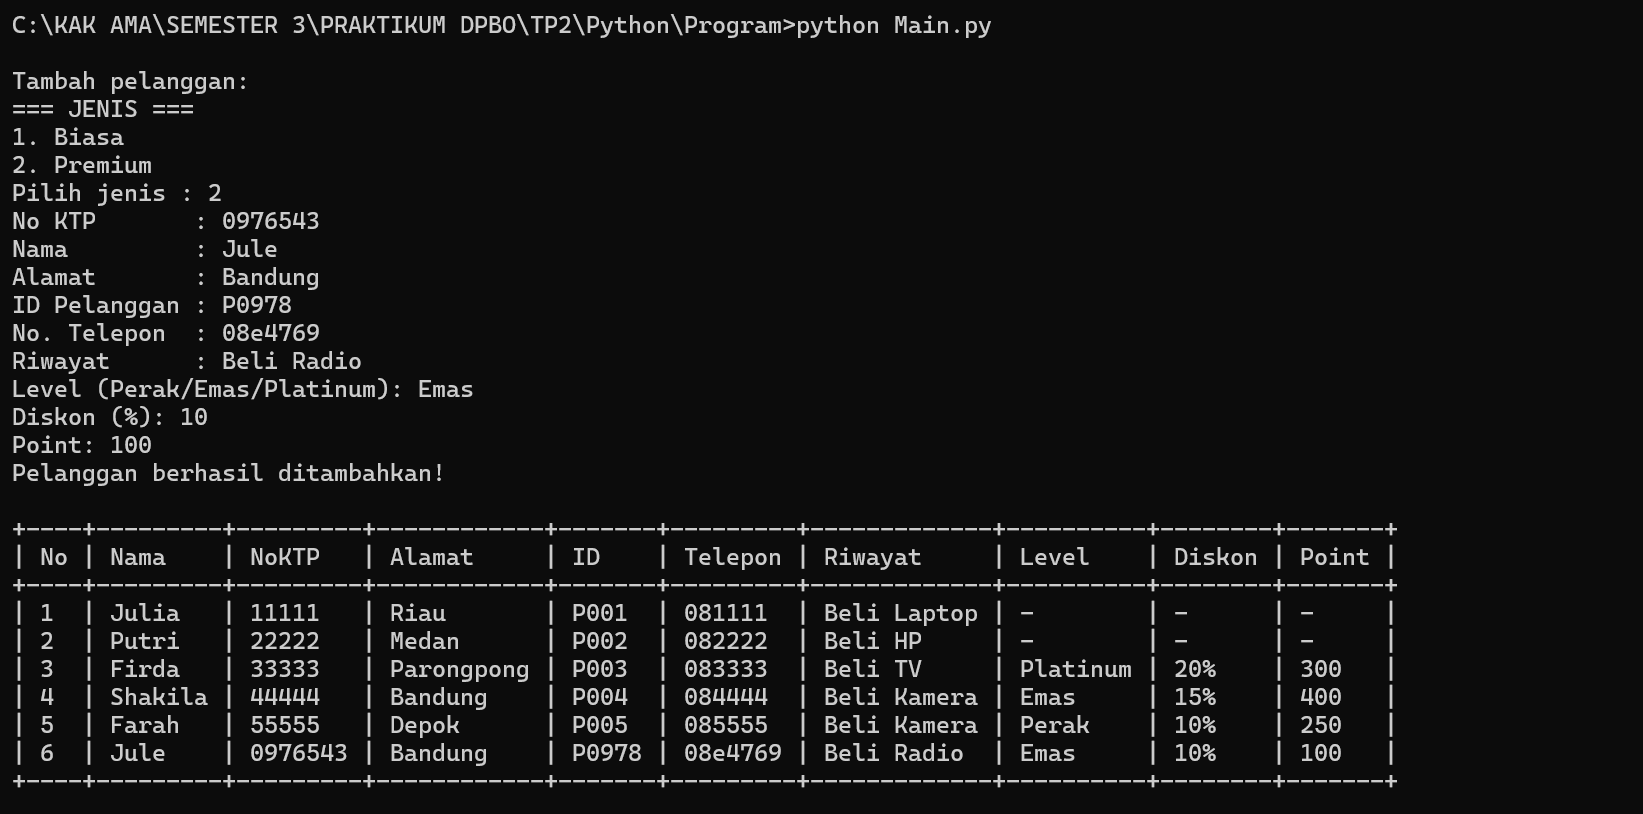 C:\KAK AMA\SEMESTER 3\PRAKTIKUM DPBO\TP2\Python\Program>python Main.py

Tambah pelanggan:
=== JENIS ===
1. Biasa
2. Premium
Pilih jenis : 2
No KTP       : 0976543
Nama         : Jule
Alamat       : Bandung
ID Pelanggan : P0978
No. Telepon  : 08e4769
Riwayat      : Beli Radio
Level (Perak/Emas/Platinum): Emas
Diskon (%): 10
Point: 100
Pelanggan berhasil ditambahkan!

+----+---------+---------+------------+-------+---------+-------------+----------+--------+-------+
| No | Nama    | NoKTP   | Alamat     | ID    | Telepon | Riwayat     | Level    | Diskon | Point |
+----+---------+---------+------------+-------+---------+-------------+----------+--------+-------+
| 1  | Julia   | 11111   | Riau       | P001  | 081111  | Beli Laptop | -        | -      | -     |
| 2  | Putri   | 22222   | Medan      | P002  | 082222  | Beli HP     | -        | -      | -     |
| 3  | Firda   | 33333   | Parongpong | P003  | 083333  | Beli TV     | Platinum | 20%    | 300   |
| 4  | Shakila | 44444   | Bandung    | P004  | 084444  | Beli Kamera | Emas     | 15%    | 400   |
| 5  | Farah   | 55555   | Depok      | P005  | 085555  | Beli Kamera | Perak    | 10%    | 250   |
| 6  | Jule    | 0976543 | Bandung    | P0978 | 08e4769 | Beli Radio  | Emas     | 10%    | 100   |
+----+---------+---------+------------+-------+---------+-------------+----------+--------+-------+